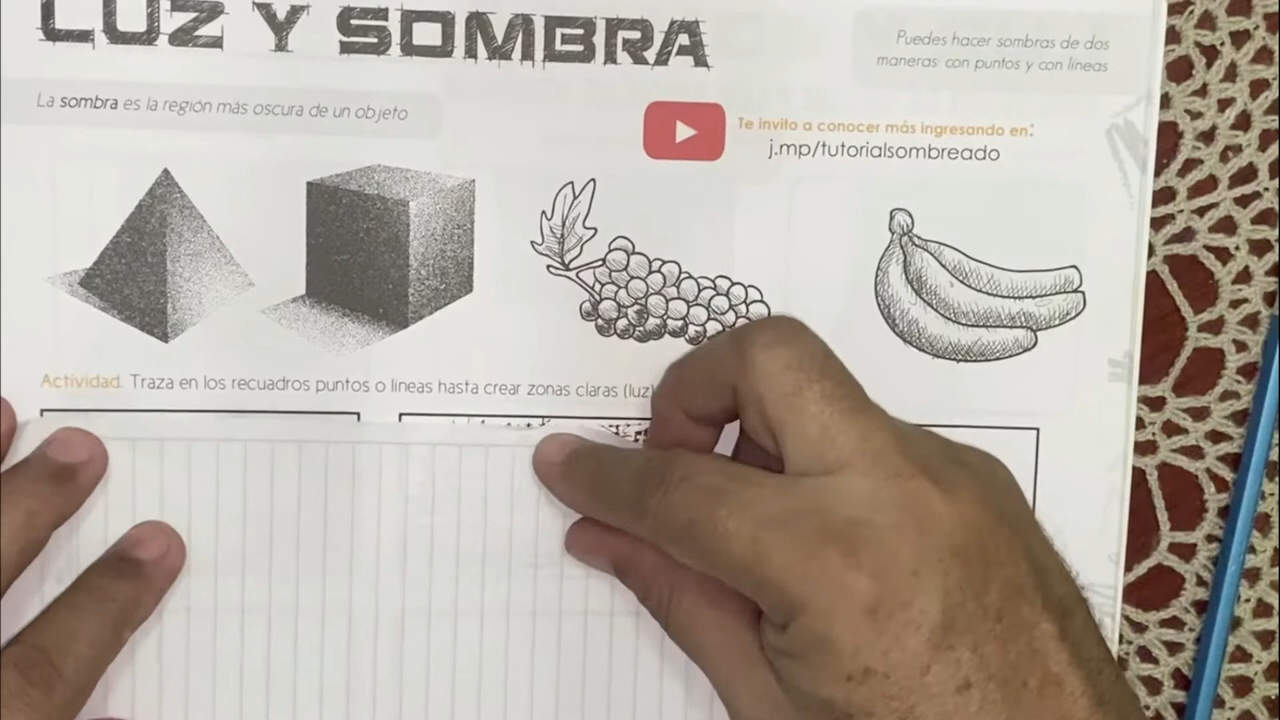 LUZ Y SOMBRA
Puedes hacer sombras de dos
maneras: con puntos y con líneas
La sombra es la región más oscura de un objeto
Te invito a conocer más ingresando en:
j.mp/tutorialsombreado
Actividad. Traza en los recuadros puntos o líneas hasta crear zonas claras (luz)